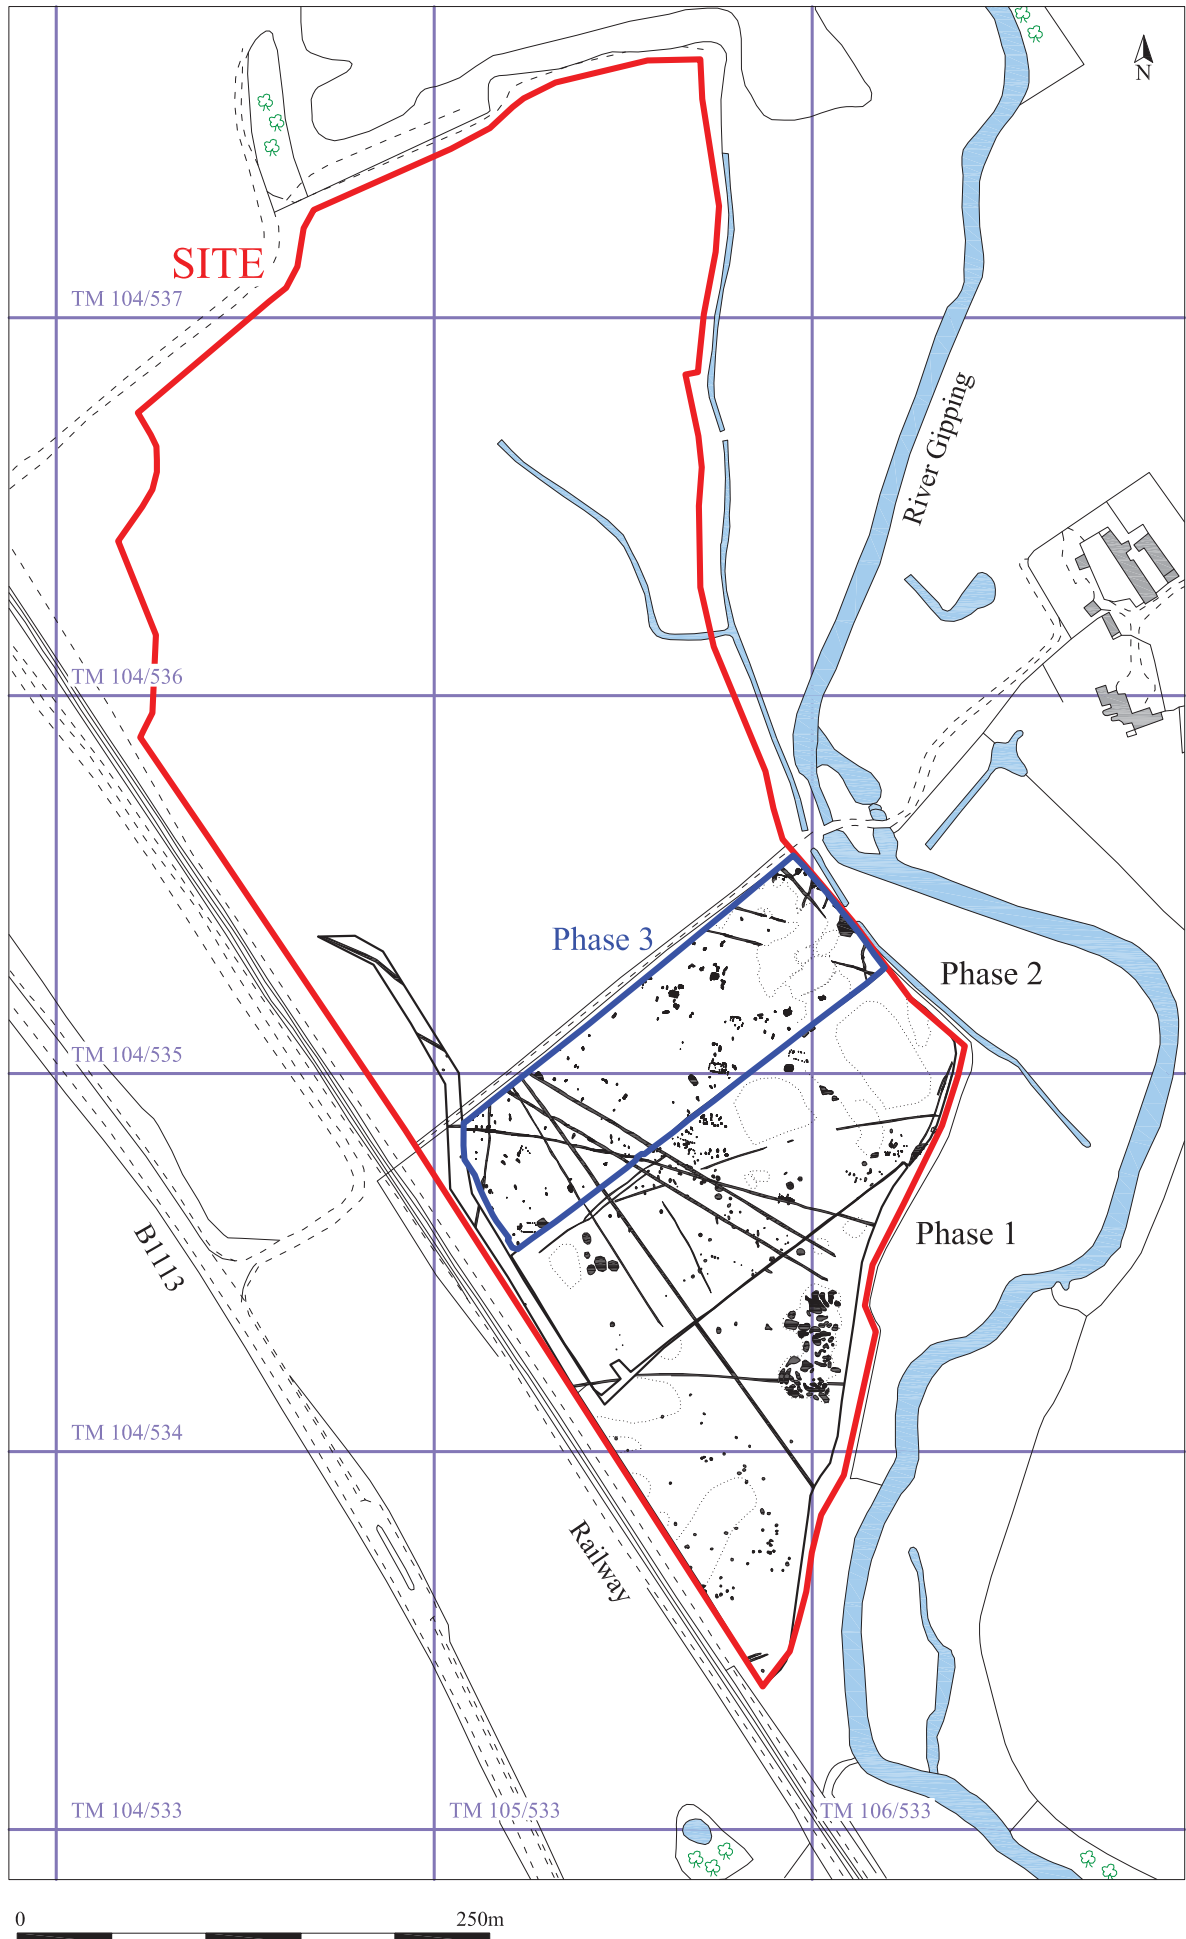 N
SITE
TM 104/537
River Gipping
TM 104/536
Phase 3
Phase 2
TM 104/535
Phase 1
B1113
TM 104/534
Railway
TM 104/533
TM 105/533
TM 106/533
0
250m